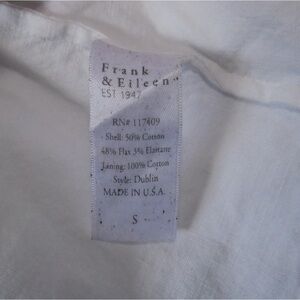 Frank
& Eileen
EST 1947
RN# 117409
Shell: 50% Cotton
48% Flax 3% Elaitane
Lining: 100% Cotton
Style: Dublin
MADE IN U.S.A.
S